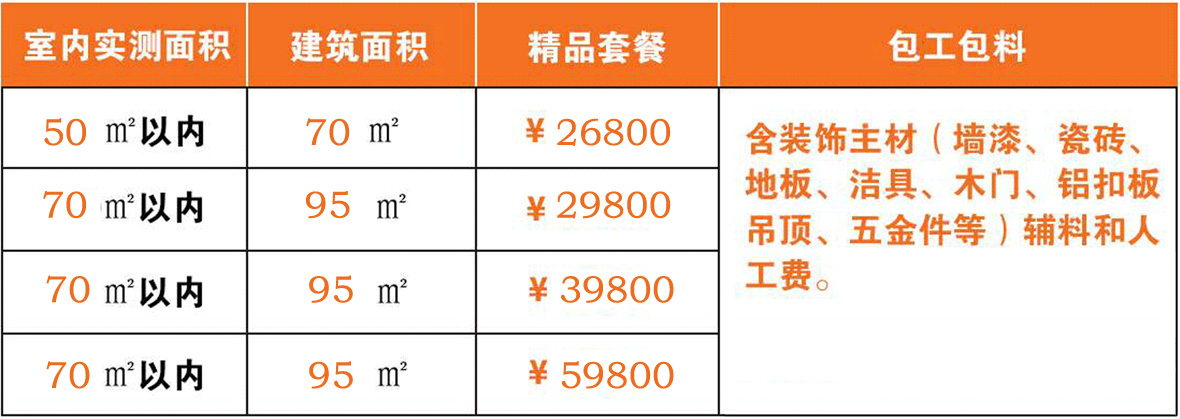 室内实测面积 建筑面积 精品套餐 包工包料
50 ㎡以内 70 ㎡ ¥ 26800
70 ㎡以内 95 ㎡ ¥ 29800
70 ㎡以内 95 ㎡ ¥ 39800
70 ㎡以内 95 ㎡ ¥ 59800
含装饰主材（墙漆、瓷砖、
地板、洁具、木门、铝扣板
吊顶、五金件等）辅料和人
工费。